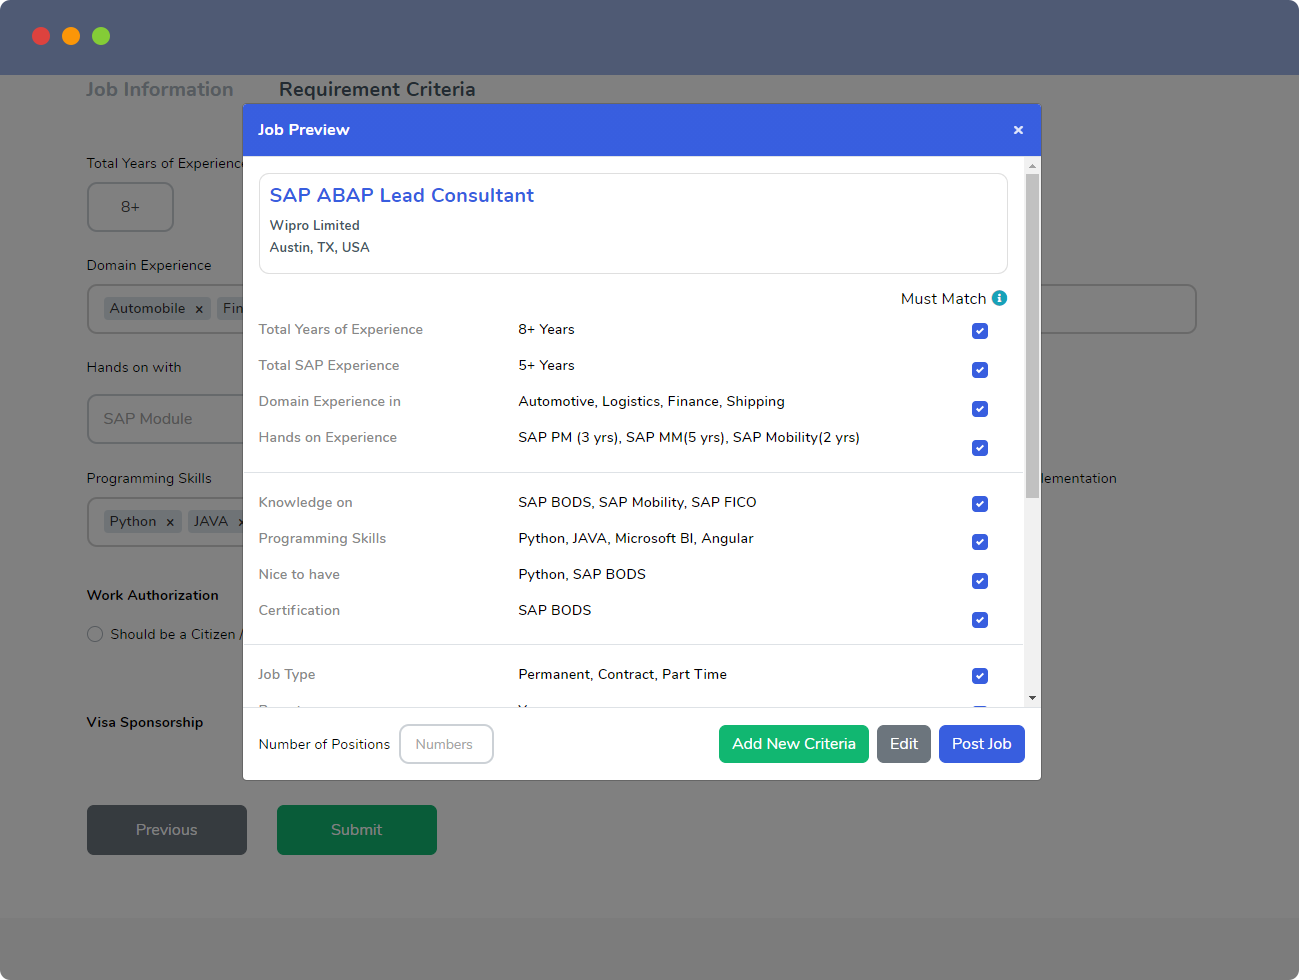 Job Information Requirement Criteria
Job Preview ×
Total Years of Experience
SAP ABAP Lead Consultant
8+
Wipro Limited
Austin, TX, USA
Domain Experience
Must Match
Automobile ×
Total Years of Experience 8+ Years
Hands on with
Total SAP Experience 5+ Years
Domain Experience in Automotive, Logistics, Finance, Shipping
SAP Module
Hands on Experience SAP PM (3 yrs), SAP MM(5 yrs), SAP Mobility(2 yrs)
Programming Skills
Knowledge on SAP BODS, SAP Mobility, SAP FICO
Python × JAVA ×
Programming Skills Python, JAVA, Microsoft BI, Angular
Nice to have Python, SAP BODS
Work Authorization
Certification SAP BODS
Should be a Citizen /
Job Type Permanent, Contract, Part Time
Visa Sponsorship
Number of Positions Numbers Add New Criteria Edit Post Job
Previous Submit